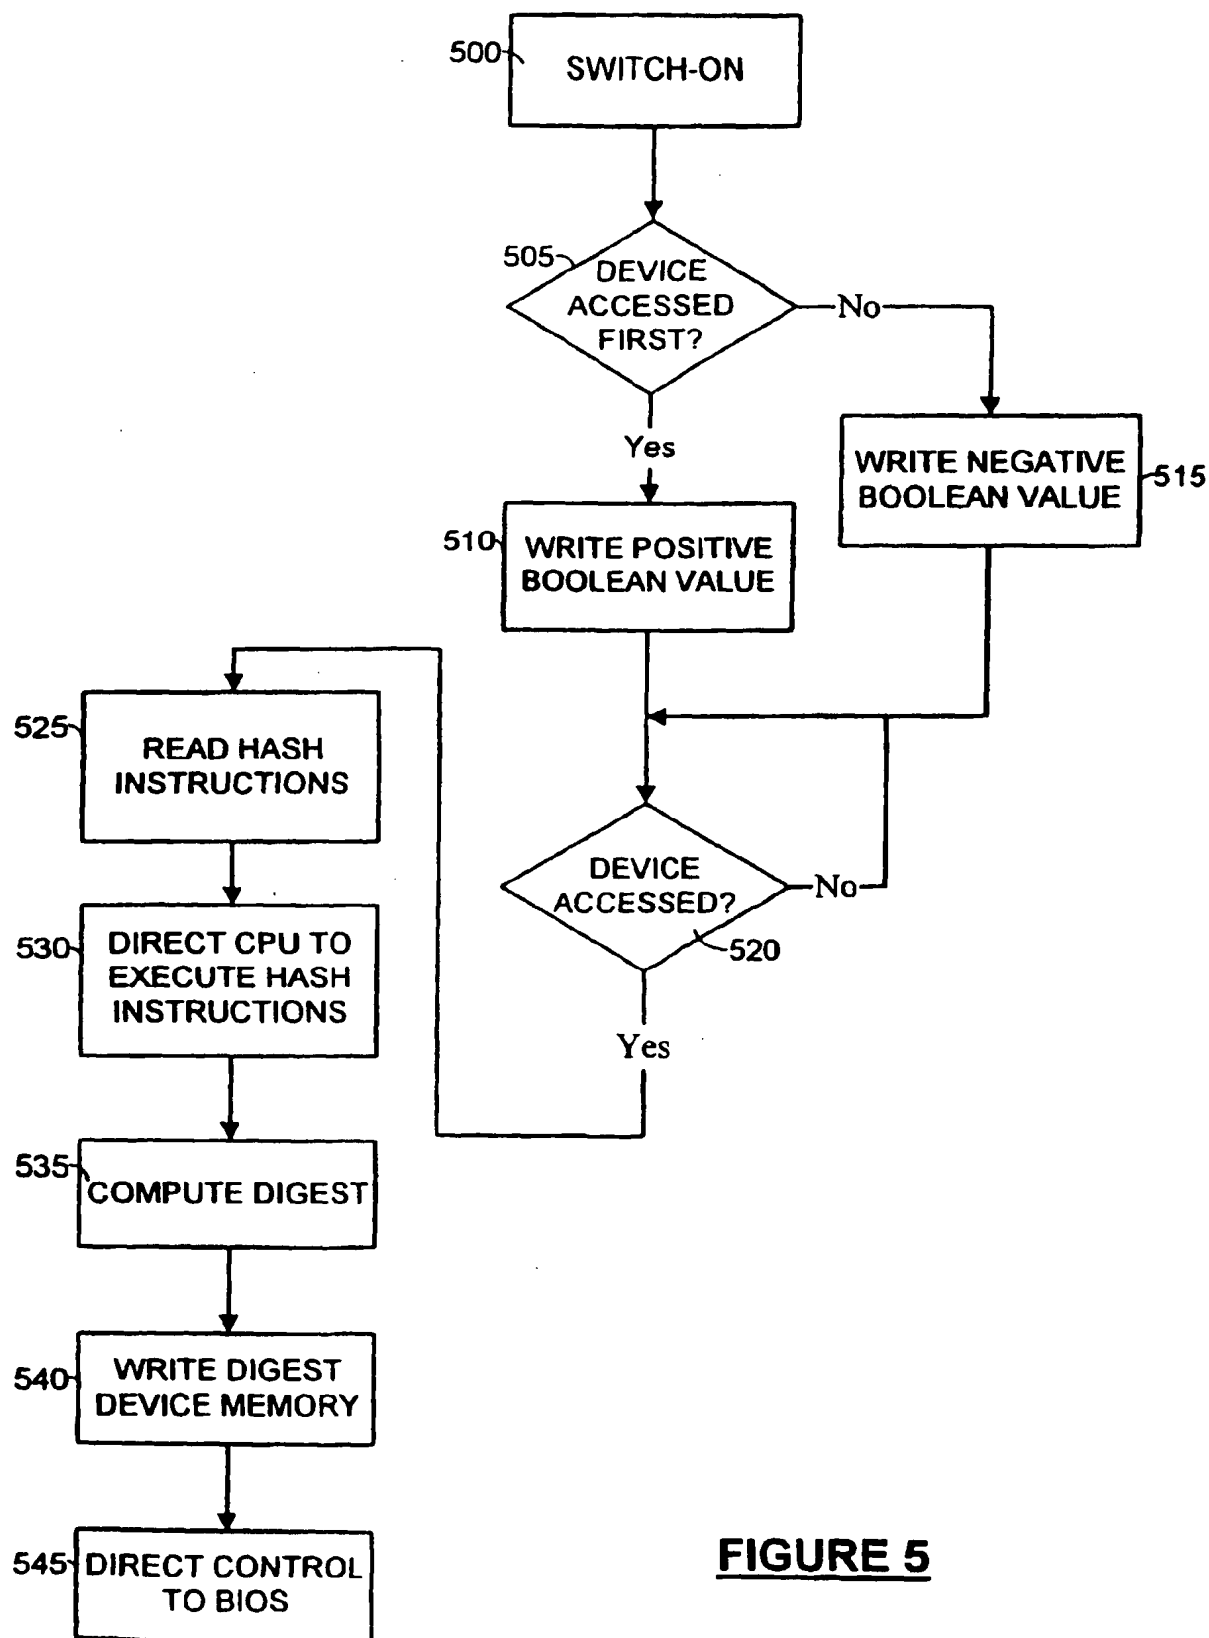 500
SWITCH-ON
505
DEVICE
ACCESSED
FIRST?
No
Yes
WRITE NEGATIVE
BOOLEAN VALUE
515
510
WRITE POSITIVE
BOOLEAN VALUE
525
READ HASH
INSTRUCTIONS
DEVICE
ACCESSED?
No
520
Yes
530
DIRECT CPU TO
EXECUTE HASH
INSTRUCTIONS
535
COMPUTE DIGEST
540
WRITE DIGEST
DEVICE MEMORY
545
DIRECT CONTROL
TO BIOS
FIGURE 5